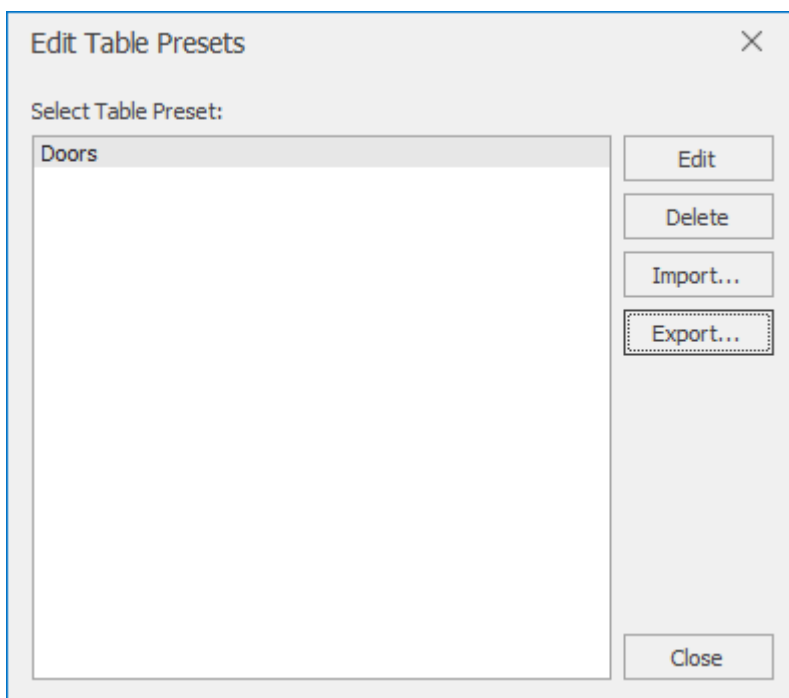 Edit Table Presets
Select Table Preset:
Doors
Edit
Delete
Import...
Export...
Close